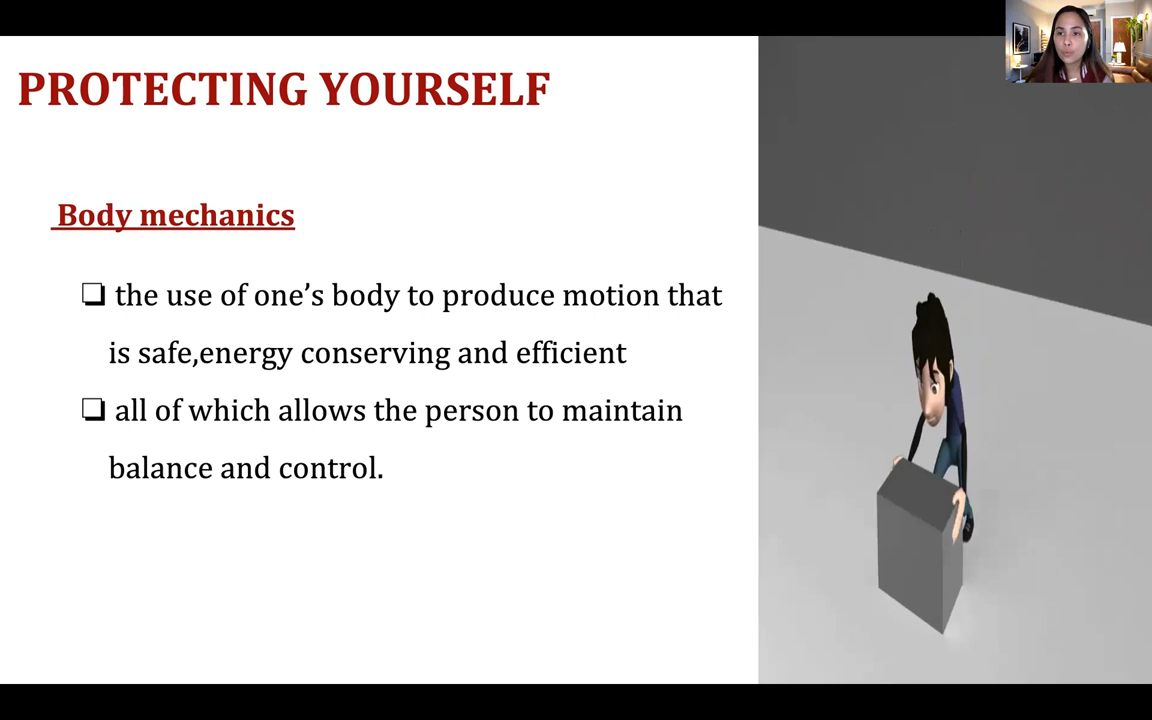 PROTECTING YOURSELF
Body mechanics
❏ the use of one’s body to produce motion that
is safe,energy conserving and efficient
❏ all of which allows the person to maintain
balance and control.